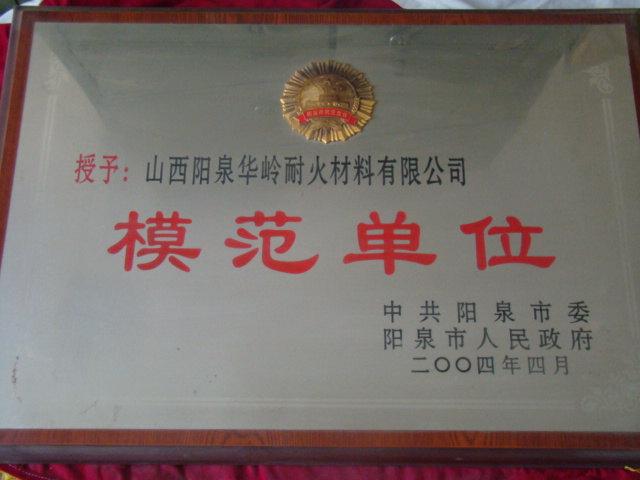 授予：山西阳泉华岭耐火材料有限公司
模范单位
中共阳泉市委
阳泉市人民政府
二〇〇四年四月